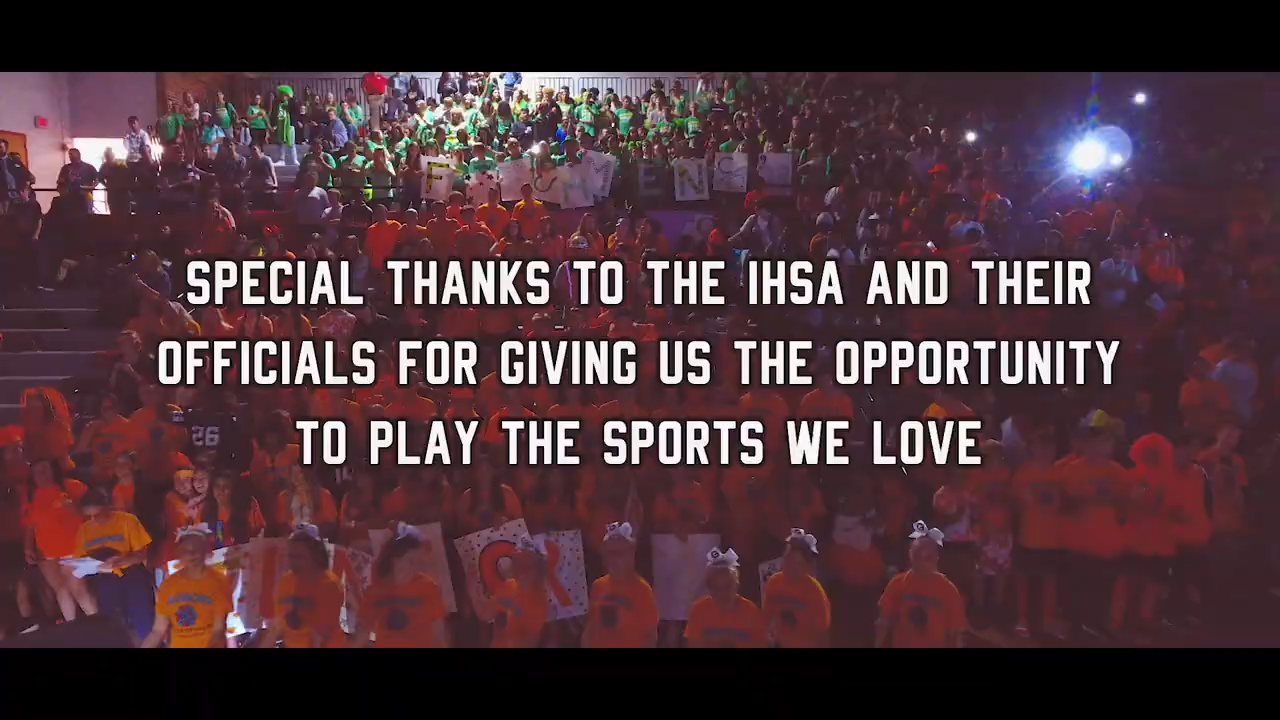 SPECIAL THANKS TO THE IHSA AND THEIR
OFFICIALS FOR GIVING US THE OPPORTUNITY
TO PLAY THE SPORTS WE LOVE
26